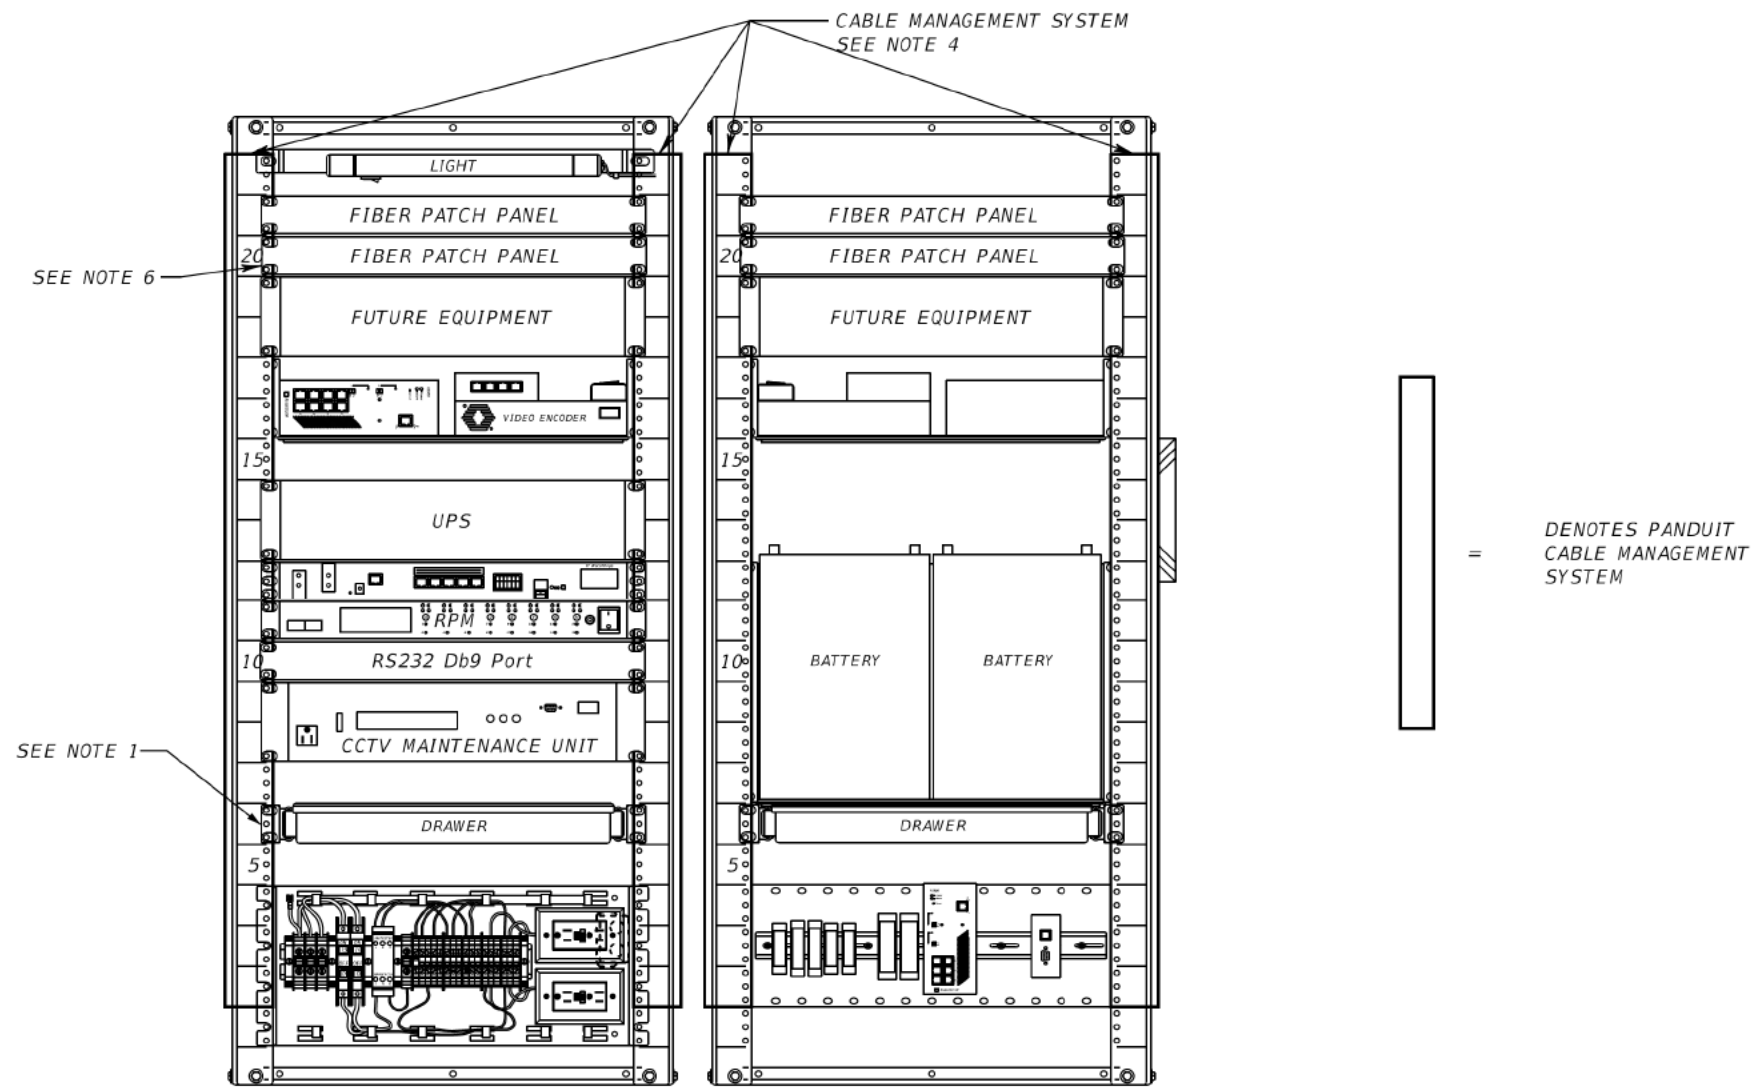 CABLE MANAGEMENT SYSTEM
SEE NOTE 4
LIGHT
FIBER PATCH PANEL
FIBER PATCH PANEL
20
FIBER PATCH PANEL
20
FIBER PATCH PANEL
SEE NOTE 6
FUTURE EQUIPMENT
FUTURE EQUIPMENT
VIDEO ENCODER
15
15
UPS
DENOTES PANDUIT
= CABLE MANAGEMENT
SYSTEM
RPM
10
RS232 Db9 Port
10
BATTERY
BATTERY
SEE NOTE 1
CCTV MAINTENANCE UNIT
DRAWER
DRAWER
5
5